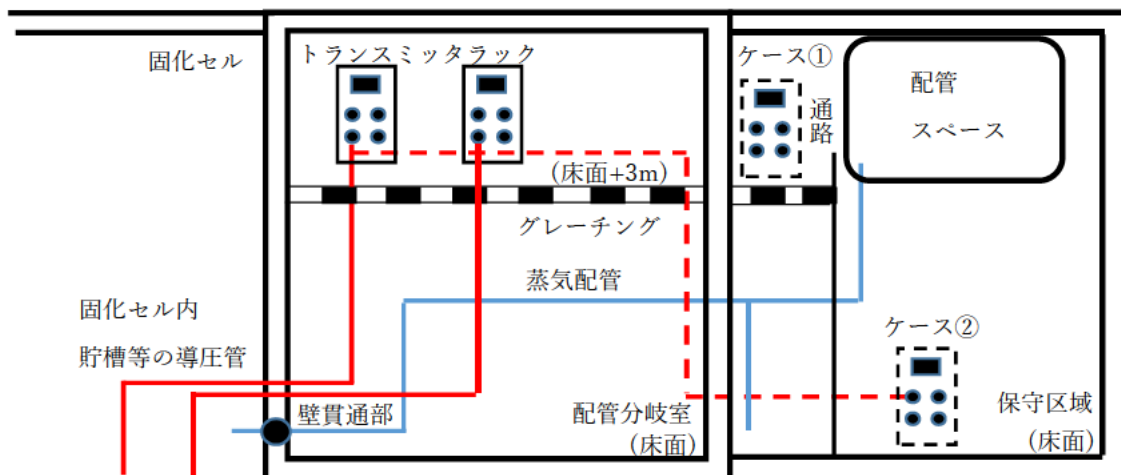 固化セル
トランスミッタラック
ケース①
通路
配管
スペース
(床面+3m)
グレーチング
蒸気配管
固化セル内
貯槽等の導圧管
ケース②
壁貫通部
配管分岐室
(床面)
保守区域
(床面)